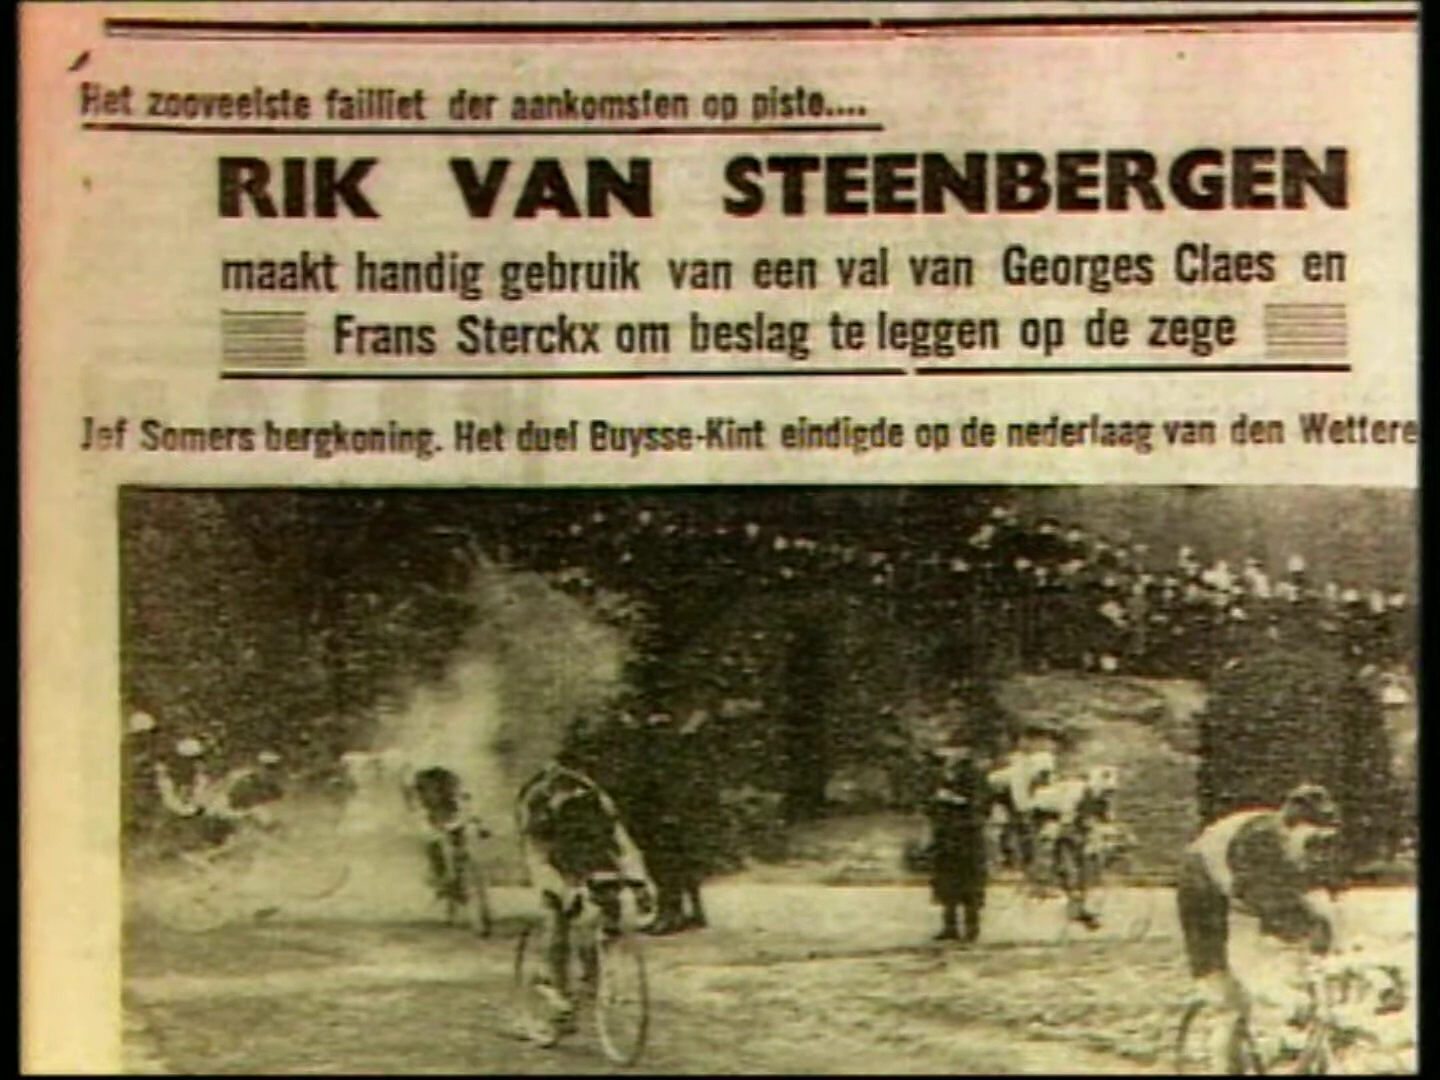 Het zooveelste failliet der aankomsten op piste....
RIK VAN STEENBERGEN
maakt handig gebruik van een val van Georges Claes en
Frans Sterckx om beslag te leggen op de zege
Jef Somers bergkoning. Het duel Buysse-Kint eindigde op de nederlaag van den Wettere